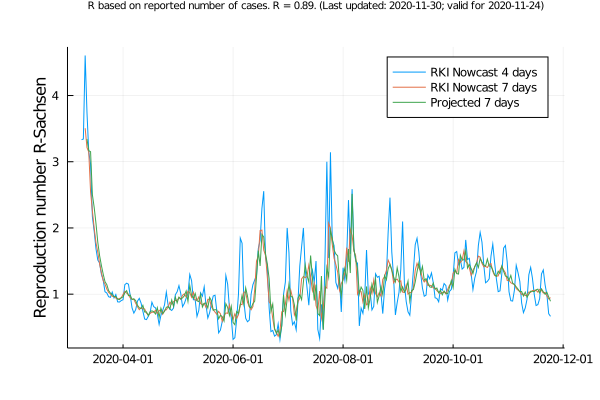 R based on reported number of cases. R = 0.89. (Last updated: 2020-11-30; valid for 2020-11-24)
RKI Nowcast 4 days
RKI Nowcast 7 days
Projected 7 days
Reproduction number R-Sachsen
4
3
2
1
2020-04-01 2020-06-01 2020-08-01 2020-10-01 2020-12-01